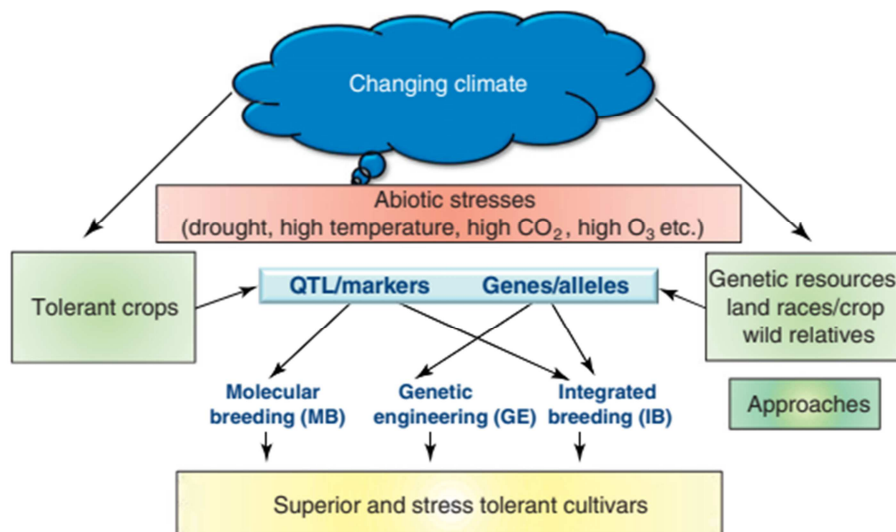 Changing climate
Abiotic stresses
(drought, high temperature, high CO₂, high O₃ etc.)
Tolerant crops
QTL/markers Genes/alleles
Genetic resources
land races/crop
wild relatives
Molecular
breeding (MB)
Genetic
engineering (GE)
Integrated
breeding (IB)
Approaches
Superior and stress tolerant cultivars